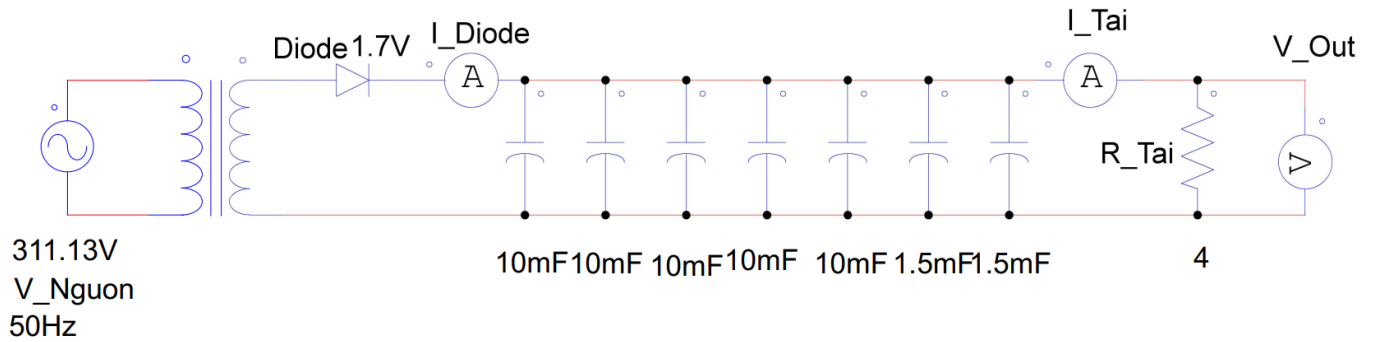 I_Tai
Diode 1.7V I_Diode
V_Out
A
A
R_Tai
V
311.13V
V_Nguon
50Hz
10mF 10mF 10mF 10mF 10mF 1.5mF 1.5mF
4